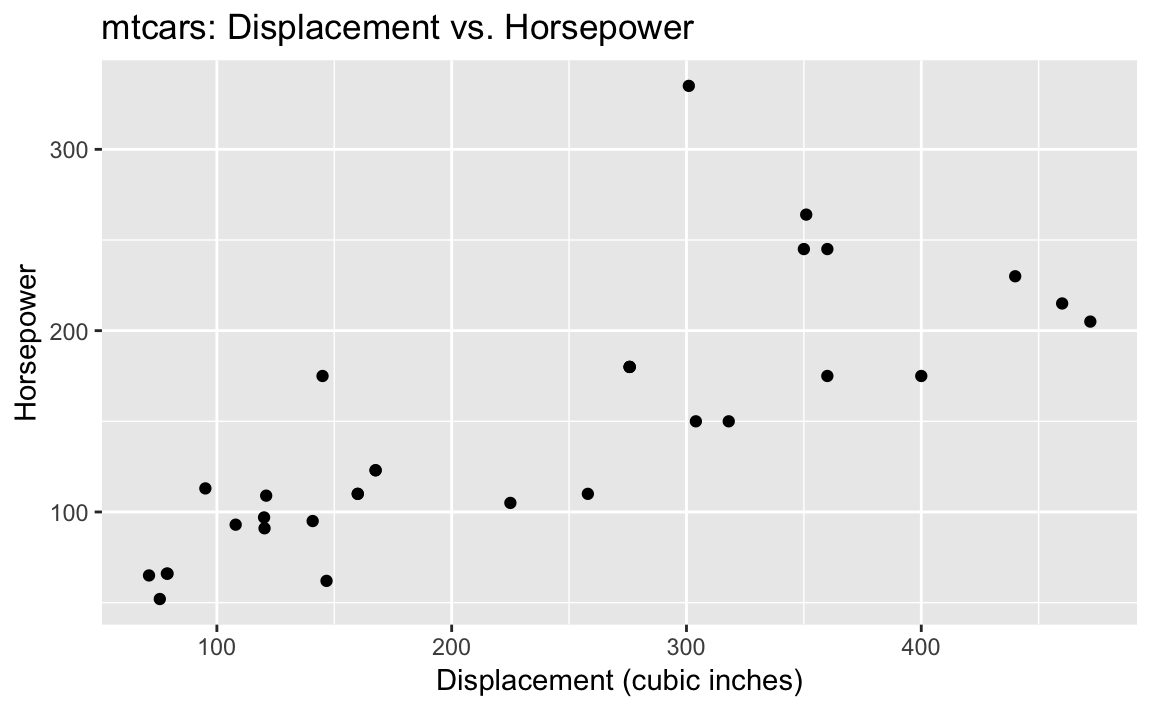 mtcars: Displacement vs. Horsepower
300
200
100
Horsepower
100 200 300 400
Displacement (cubic inches)